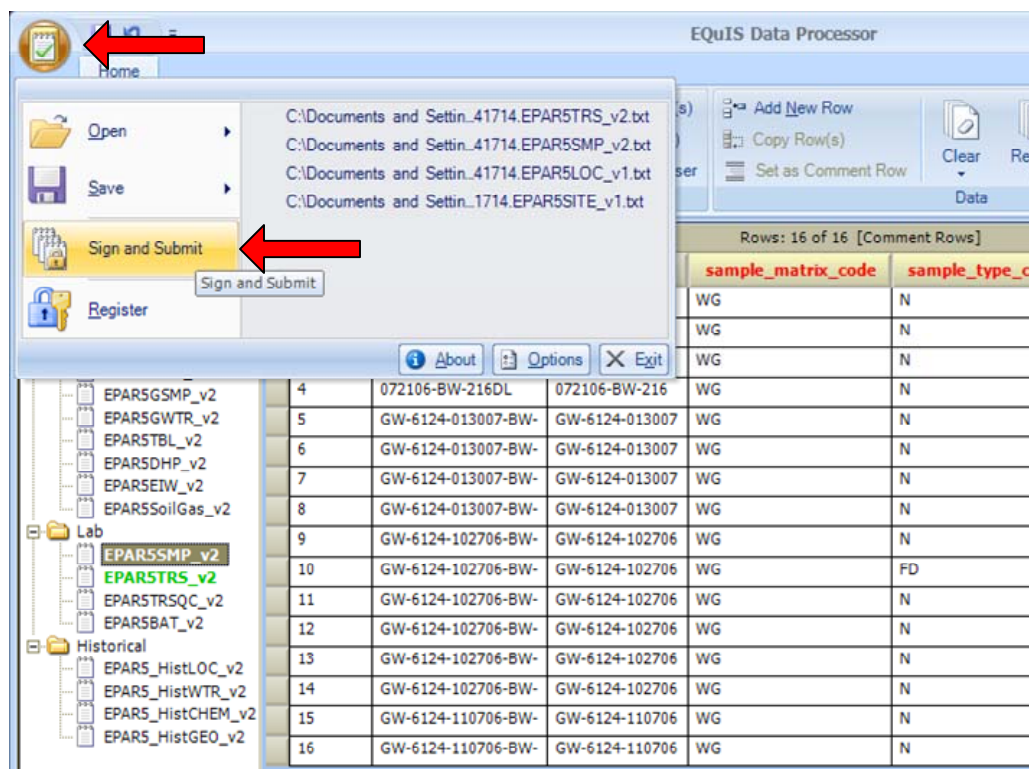 EQuIS Data Processor
Home
Open
Save
Sign and Submit
Sign and Submit
Register
C:\Documents and Settin...41714.EPAR5TRS_v2.txt
C:\Documents and Settin...41714.EPAR5SMP_v2.txt
C:\Documents and Settin...41714.EPAR5LOC_v1.txt
C:\Documents and Settin...1714.EPAR5SITE_v1.txt
About Options Exit
(s)
)
ser
Add New Row
Copy Row(s)
Set as Comment Row
Clear
Re
Data
Rows: 16 of 16 [Comment Rows]
sample_matrix_code sample_type_c
WG N
WG N
WG N
4 072106-BW-216DL 072106-BW-216 WG N
5 GW-6124-013007-BW- GW-6124-013007 WG N
6 GW-6124-013007-BW- GW-6124-013007 WG N
7 GW-6124-013007-BW- GW-6124-013007 WG N
8 GW-6124-013007-BW- GW-6124-013007 WG N
9 GW-6124-102706-BW- GW-6124-102706 WG N
10 GW-6124-102706-BW- GW-6124-102706 WG FD
11 GW-6124-102706-BW- GW-6124-102706 WG N
12 GW-6124-102706-BW- GW-6124-102706 WG N
13 GW-6124-102706-BW- GW-6124-102706 WG N
14 GW-6124-102706-BW- GW-6124-102706 WG N
15 GW-6124-110706-BW- GW-6124-110706 WG N
16 GW-6124-110706-BW- GW-6124-110706 WG N
EPAR5GSMP_v2
EPAR5GWTR_v2
EPAR5TBL_v2
EPAR5DHP_v2
EPAR5EIW_v2
EPAR5SoilGas_v2
Lab
EPAR5SMP_v2
EPAR5TRS_v2
EPAR5TRSQC_v2
EPAR5BAT_v2
Historical
EPAR5_HistLOC_v2
EPAR5_HistWTR_v2
EPAR5_HistCHEM_v2
EPAR5_HistGEO_v2